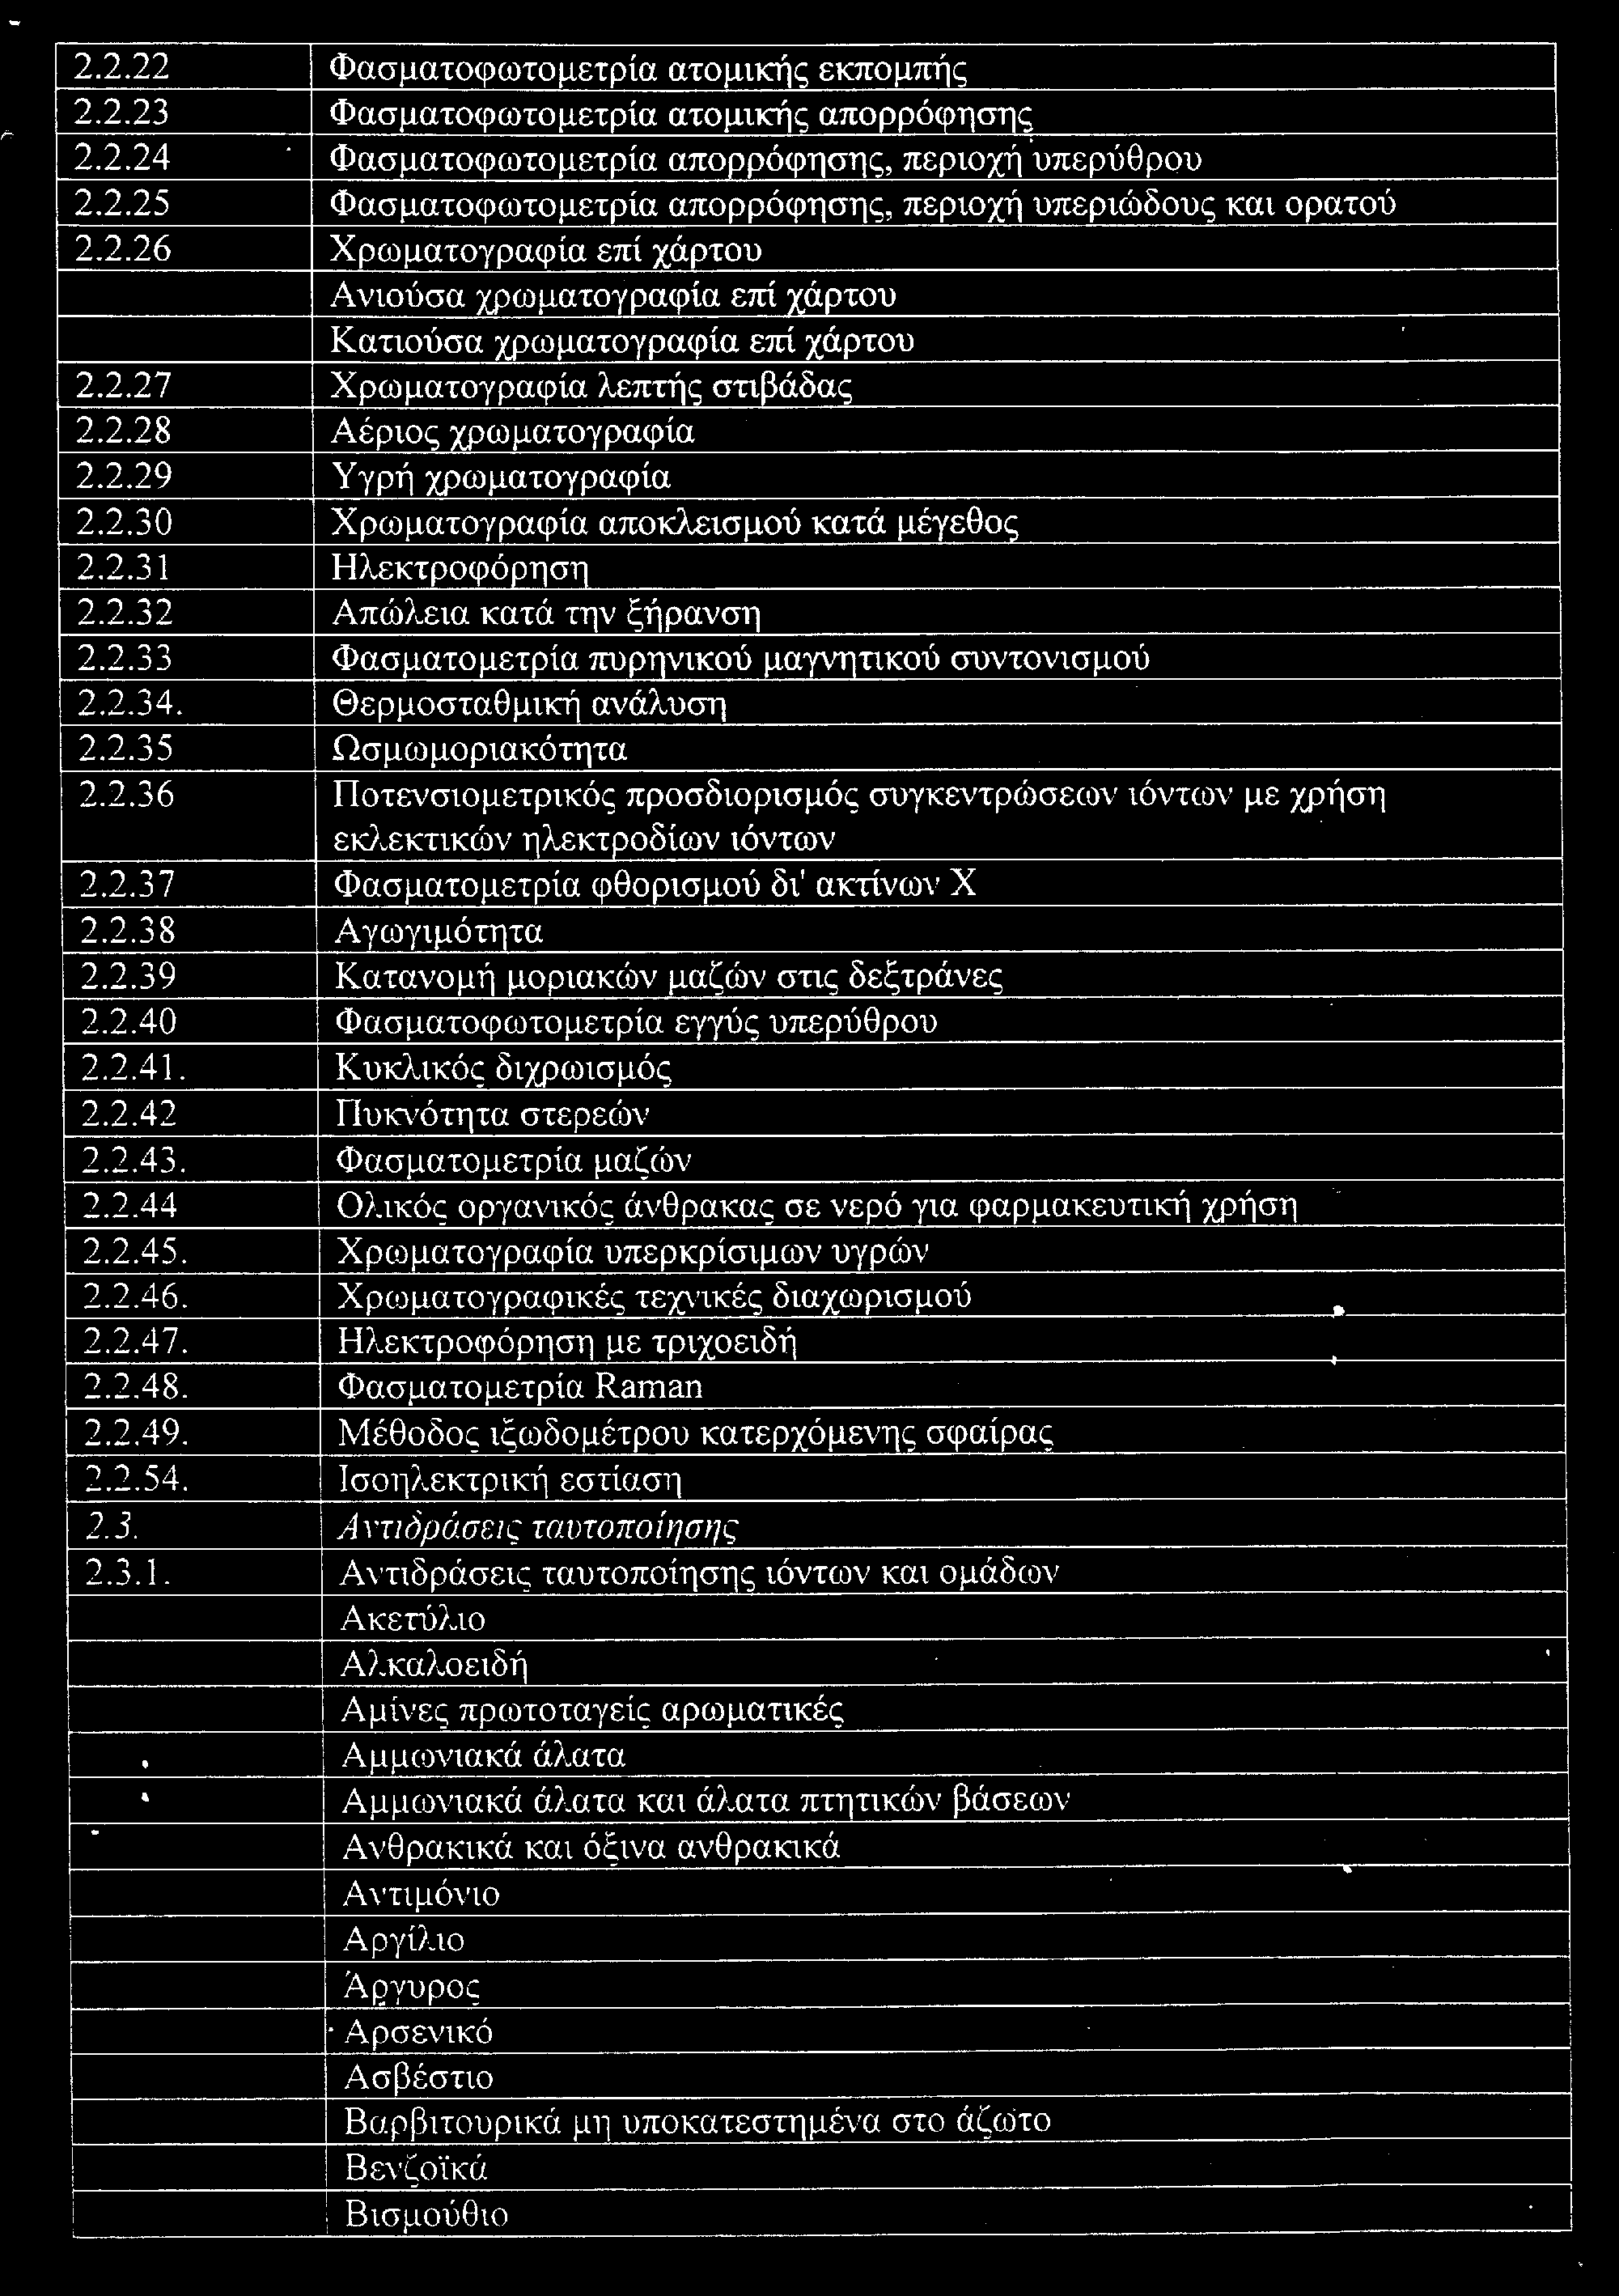 2.2.22 Φασματοφωτομετρία ατομικής εκπομπής
2.2.23 Φασματοφωτομετρία ατομικής απορρόφησης
2.2.24 Φασματοφωτομετρία απορρόφησης, περιοχή υπερύθρου
2.2.25 Φασματοφωτομετρία απορρόφησης, περιοχή υπεριώδους και ορατού
2.2.26 Χρωματογραφία επί χάρτου
Ανιούσα χρωματογραφία επί χάρτου
Κατιούσα χρωματογραφία επί χάρτου
2.2.27 Χρωματογραφία λεπτής στιβάδας
2.2.28 Αέριος χρωματογραφία
2.2.29 Υγρή χρωματογραφία
2.2.30 Χρωματογραφία αποκλεισμού κατά μέγεθος
2.2.31 Ηλεκτροφόρηση
2.2.32 Απώλεια κατά την ξήρανση
2.2.33 Φασματομετρία πυρηνικού μαγνητικού συντονισμού
2.2.34. Θερμοσταθμική ανάλυση
2.2.35 Ωσμωμοριακότητα
2.2.36 Ποτενσιομετρικός προσδιορισμός συγκεντρώσεων ιόντων με χρήση
εκλεκτικών ηλεκτροδίων ιόντων
2.2.37 Φασματομετρία φθορισμού δι' ακτίνων Χ
2.2.38 Αγωγιμότητα
2.2.39 Κατανομή μοριακών μαζών στις δεξτράνες
2.2.40 Φασματοφωτομετρία εγγύς υπερύθρου
2.2.41. Κυκλικός διχρωισμός
2.2.42 Πυκνότητα στερεών
2.2.43. Φασματομετρία μαζών
2.2.44 Ολικός οργανικός άνθρακας σε νερό για φαρμακευτική χρήση
2.2.45. Χρωματογραφία υπερκρίσιμων υγρών
2.2.46. Χρωματογραφικές τεχνικές διαχωρισμού
2.2.47. Ηλεκτροφόρηση με τριχοειδή
2.2.48. Φασματομετρία Raman
2.2.49. Μέθοδος ιξωδομέτρου κατερχόμενης σφαίρας
2.2.54. Ισοηλεκτρική εστίαση
2.3. Αντιδράσεις ταυτοποίησης
2.3.1. Αντιδράσεις ταυτοποίησης ιόντων και ομάδων
Ακετύλιο
Αλκαλοειδή
Αμίνες πρωτοταγείς αρωματικές
Αμμωνιακά άλατα
Αμμωνιακά άλατα και άλατα πτητικών βάσεων
Ανθρακικά και όξινα ανθρακικά
Αντιμόνιο
Αργίλιο
Άργυρος
Αρσενικό
Ασβέστιο
Βαρβιτουρικά μη υποκατεστημένα στο άζωτο
Βενζοϊκά
Βισμούθιο